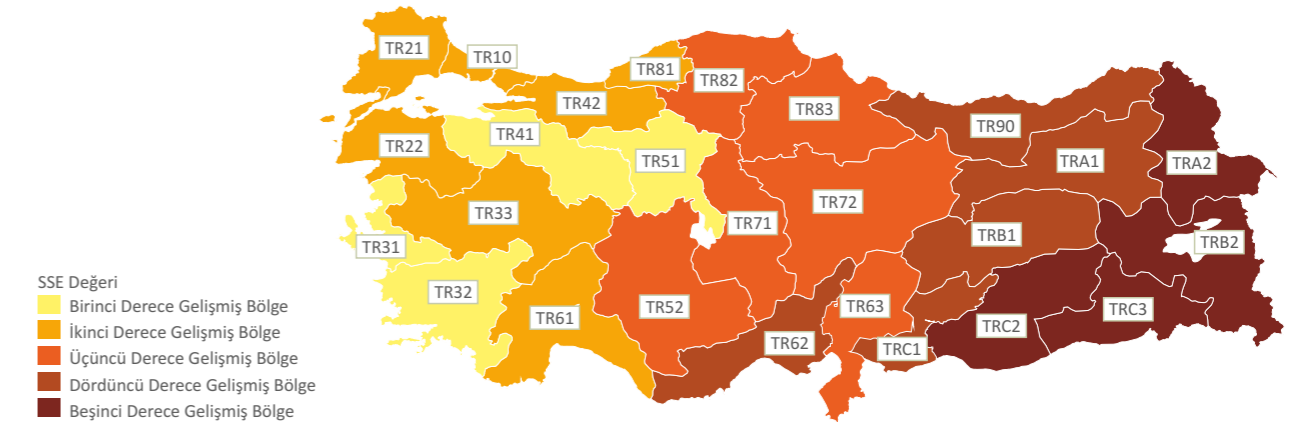 TR21
TR10
TR81
TR82
TR42
TR83
TR41
TR90
TR22
TR51
TRA1
TRA2
TR33
TR72
TR71
TRB1
TR31
TRB2
TR32
TR52
TR63
TRC3
TR61
TRC2
TR62
TRC1
SSE Değeri
Birinci Derece Gelişmiş Bölge
İkinci Derece Gelişmiş Bölge
Üçüncü Derece Gelişmiş Bölge
Dördüncü Derece Gelişmiş Bölge
Beşinci Derece Gelişmiş Bölge